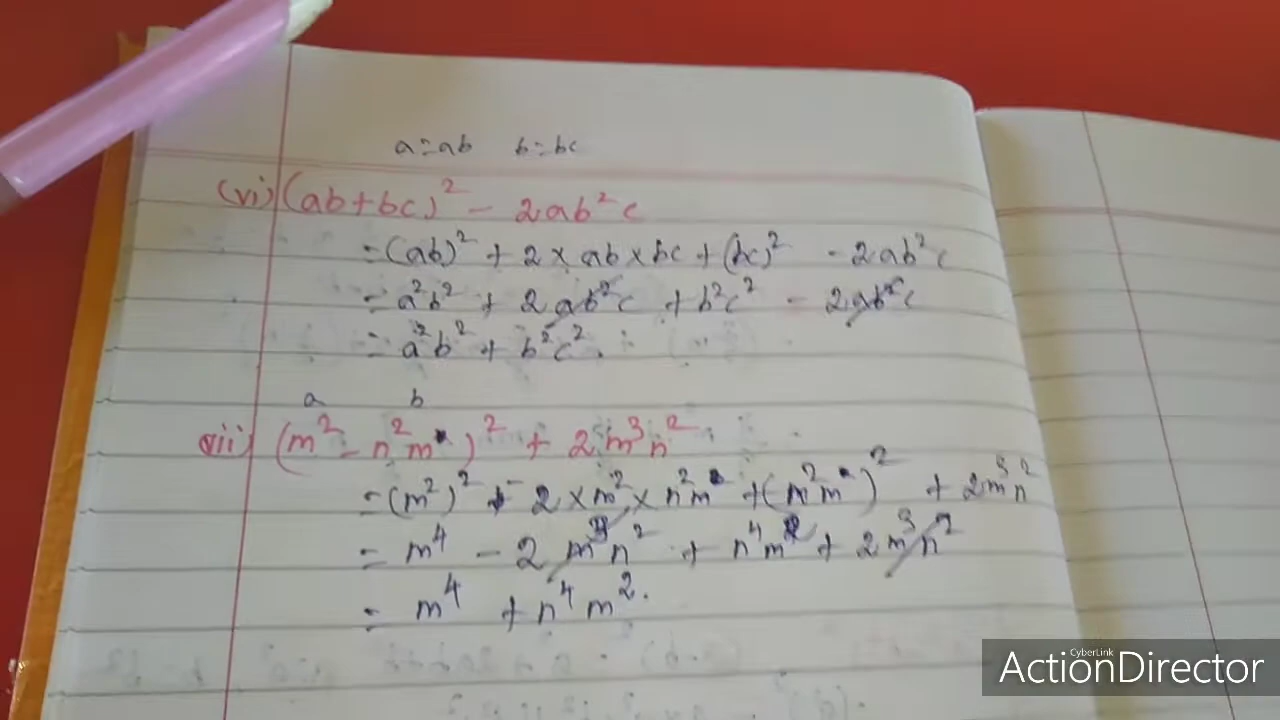 a=ab b=bc
(vi) (ab+bc)² - 2ab²c
=(ab)² + 2×ab×bc+(bc)² - 2ab²c
= a²b² + 2ab²c + b²c² - 2ab²c
= a²b² + b²c².
a b
vii) (m² - n²m)² + 2m³n²
=(m²)² - 2×m²×n²m +(n²m)² + 2m³n²
= m⁴ - 2m³n² + n⁴m² + 2m³n²
= m⁴ + n⁴m².
CyberLink
ActionDirector